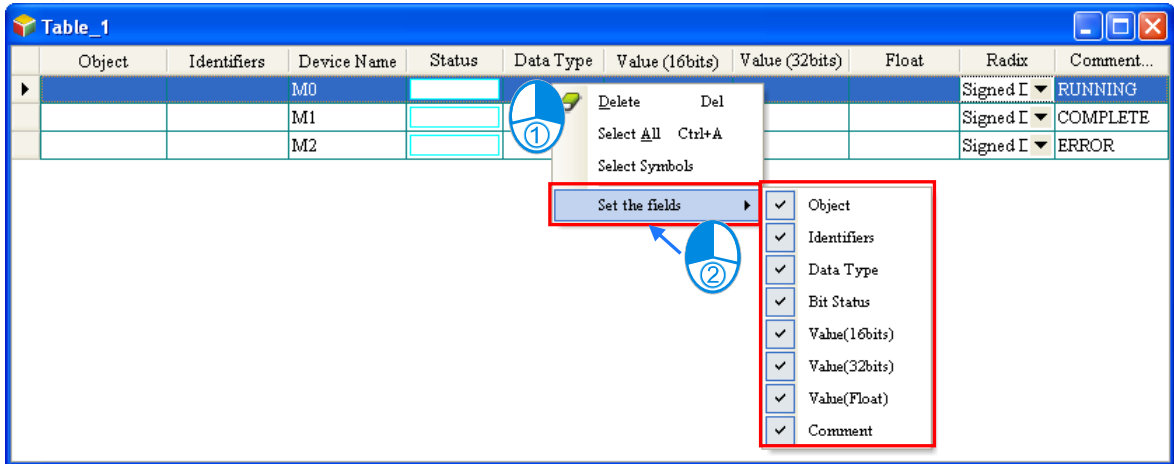 Table_1
Object Identifiers Device Name Status Data Type Value (16bits) Value (32bits) Float Radix Comment...
M0 Signed D RUNNING
M1 Signed D COMPLETE
M2 Signed D ERROR
Delete Del
① Select All Ctrl+A
Select Symbols
Set the fields
②
Object
Identifiers
Data Type
Bit Status
Value(16bits)
Value(32bits)
Value(Float)
Comment